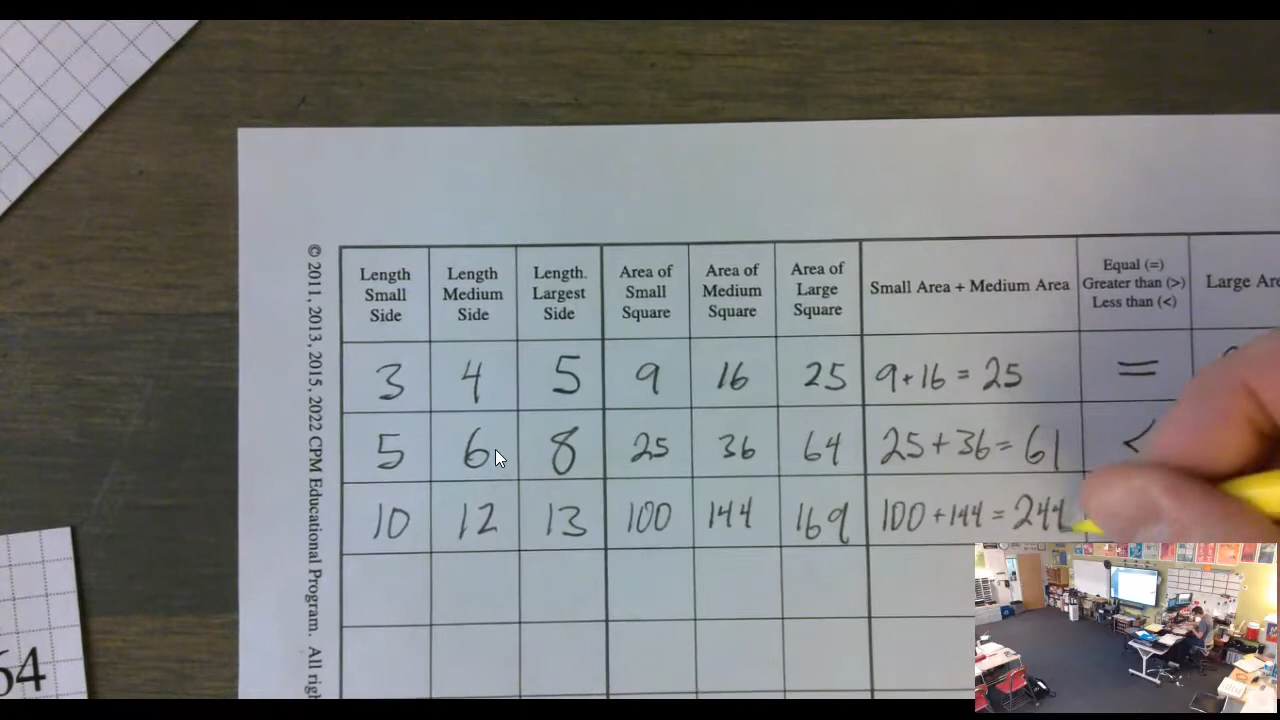 © 2011, 2013, 2015, 2022 CPM Educational Program. All
Length Small Side
Length Medium Side
Length. Largest Side
Area of Small Square
Area of Medium Square
Area of Large Square
Small Area + Medium Area
Equal (=) Greater than (>) Less than (<)
Large
3 4 5 9 16 25 9+16 = 25 =
5 6 8 25 36 64 25+36= 61 <
10 12 13 100 144 169 100+144 = 244
64